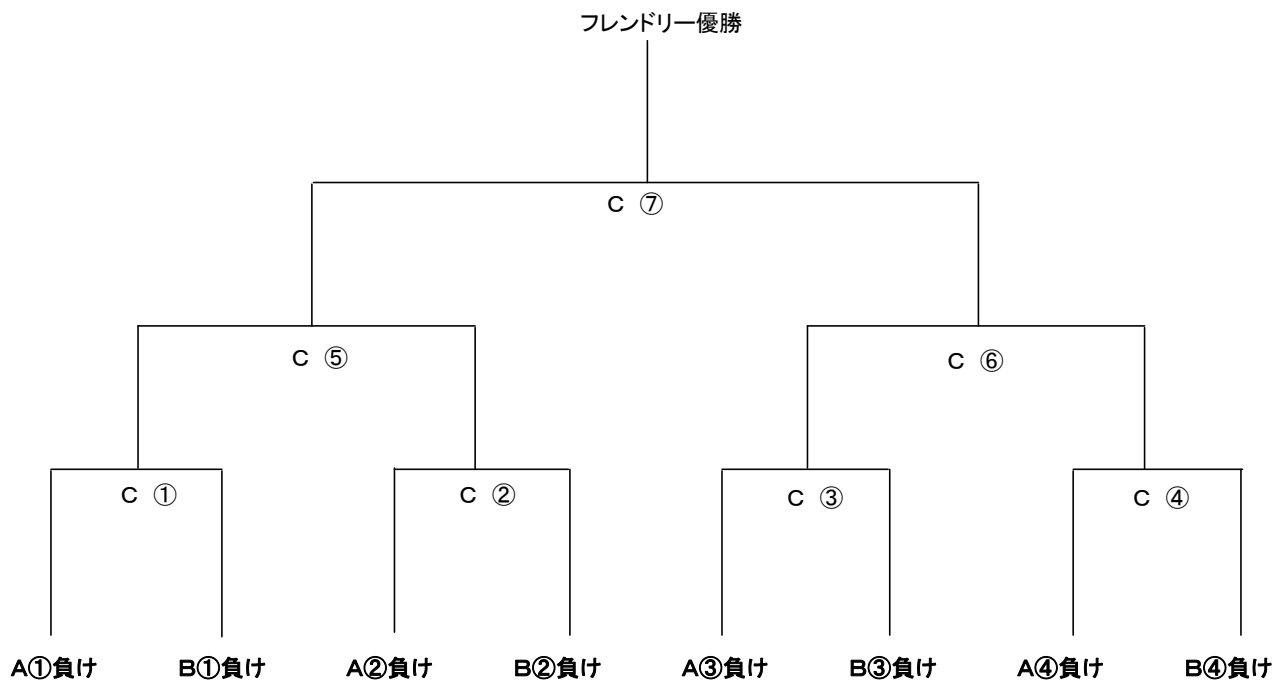 フレンドリー優勝
C ⑦
C ⑤
C ⑥
C ①
C ②
C ③
C ④
A①負け
B①負け
A②負け
B②負け
A③負け
B③負け
A④負け
B④負け